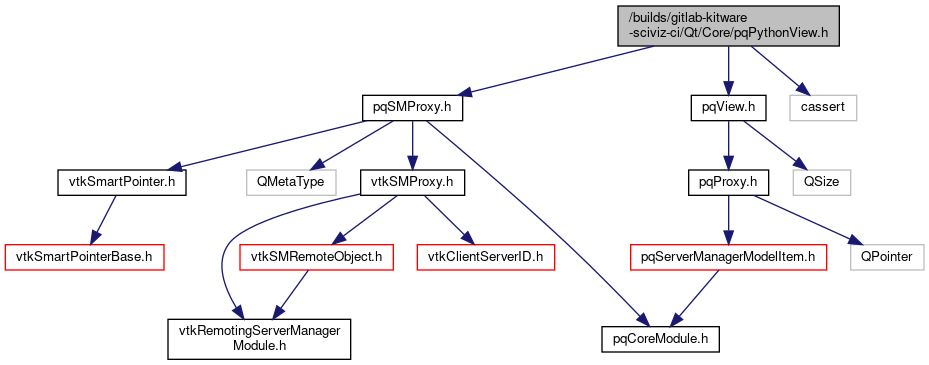 /builds/gitlab-kitware
-sciviz-ci/Qt/Core/pqPythonView.h
pqSMProxy.h
pqView.h
cassert
vtkSmartPointer.h
QMetaType
vtkSMProxy.h
pqProxy.h
QSize
vtkSmartPointerBase.h
vtkSMRemoteObject.h
vtkClientServerID.h
pqServerManagerModelItem.h
QPointer
vtkRemotingServerManager
Module.h
pqCoreModule.h